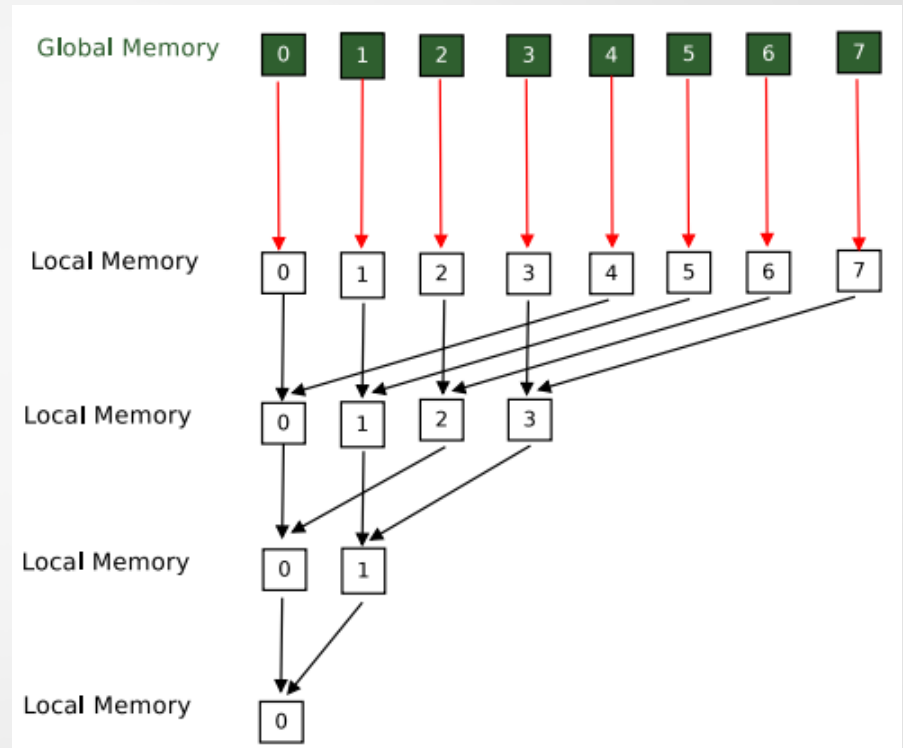 Global Memory 0 1 2 3 4 5 6 7
Local Memory 0 1 2 3 4 5 6 7
Local Memory 0 1 2 3
Local Memory 0 1
Local Memory 0